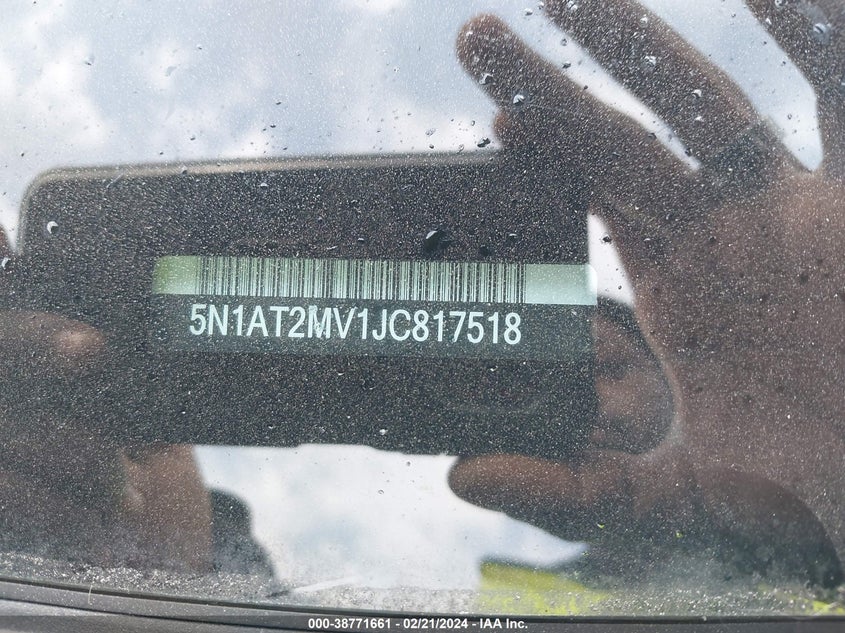 5N1AT2MV1JC817518
000-38771661 - 02/21/2024 - IAA Inc.